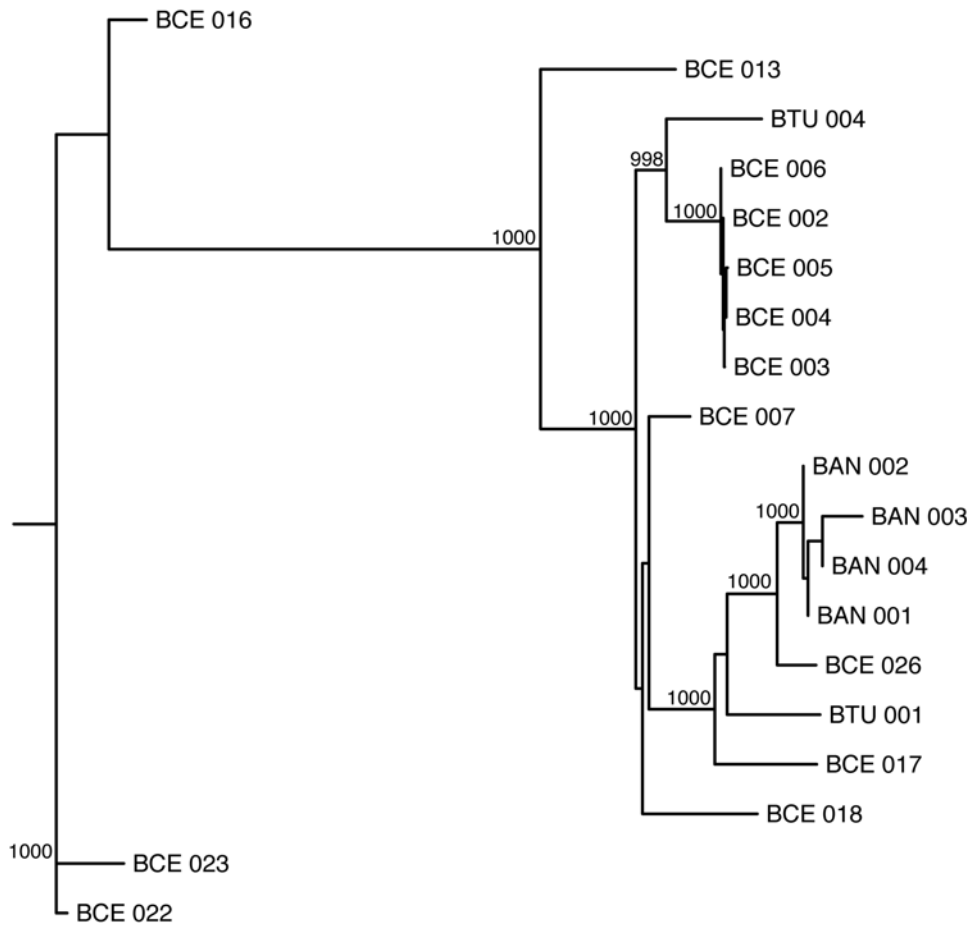 BCE 016
BCE 013
BTU 004
998
BCE 006
1000
BCE 002
1000
BCE 005
BCE 004
BCE 003
1000
BCE 007
BAN 002
1000
BAN 003
BAN 004
1000
BAN 001
BCE 026
1000
BTU 001
BCE 017
BCE 018
1000
BCE 023
BCE 022